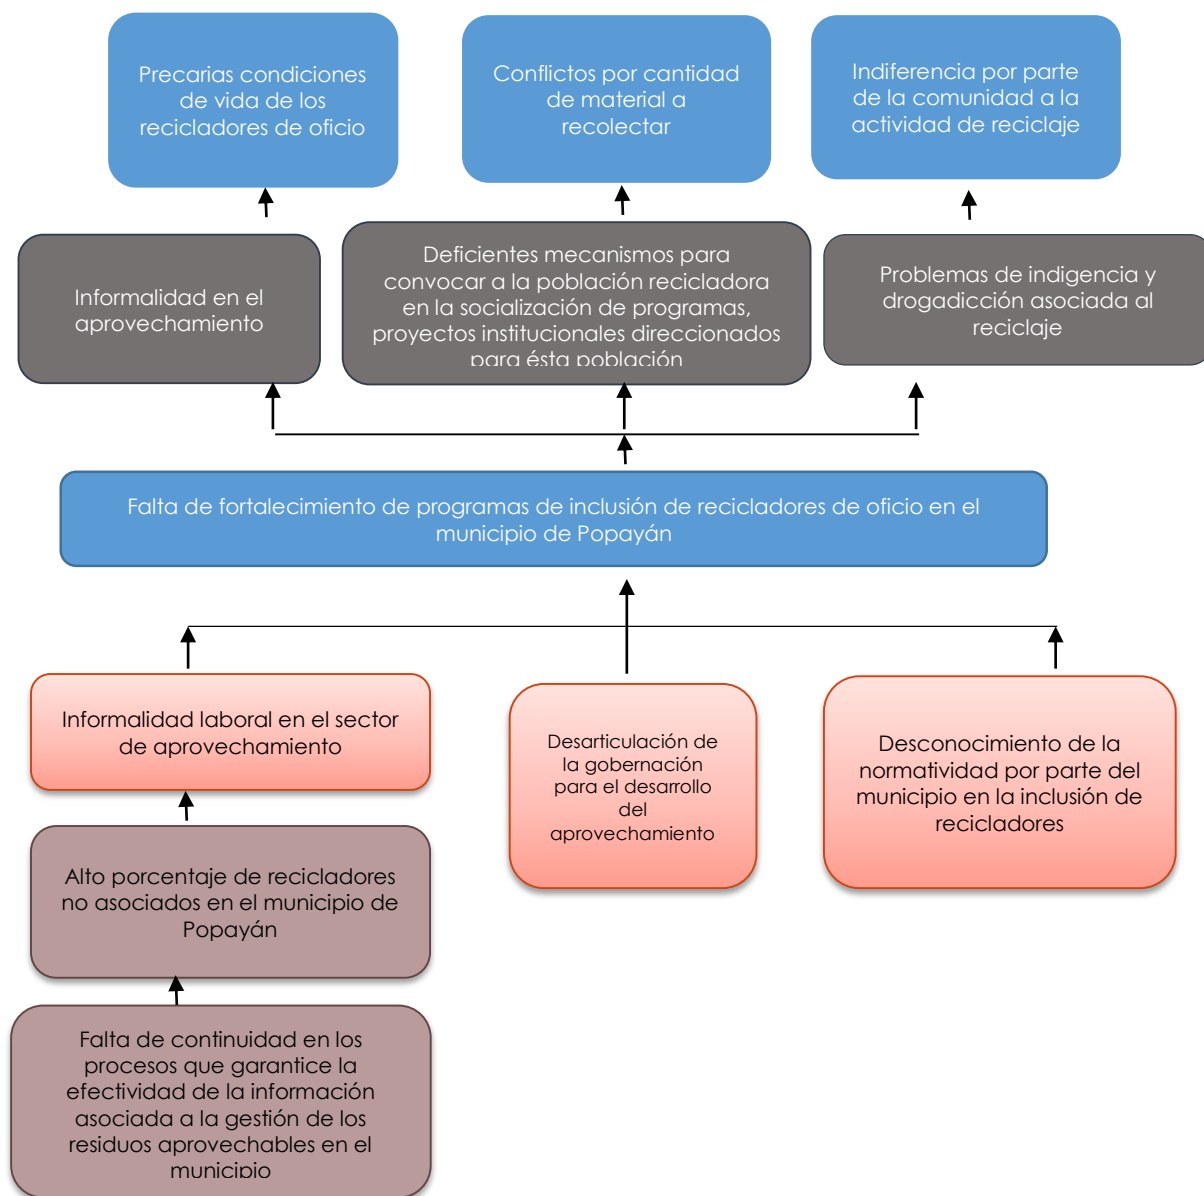 Precarias condiciones
de vida de los
recicladores de oficio
Conflictos por cantidad
de material a
recolectar
Indiferencia por parte
de la comunidad a la
actividad de reciclaje
Informalidad en el
aprovechamiento
Deficientes mecanismos para
convocar a la población recicladora
en la socialización de programas,
proyectos institucionales direccionados
para ésta población
Problemas de indigencia y
drogadicción asociada al
reciclaje
Falta de fortalecimiento de programas de inclusión de recicladores de oficio en el
municipio de Popayán
Informalidad laboral en el sector
de aprovechamiento
Desarticulación de
la gobernación
para el desarrollo
del
aprovechamiento
Desconocimiento de la
normatividad por parte del
municipio en la inclusión de
recicladores
Alto porcentaje de recicladores
no asociados en el municipio de
Popayán
Falta de continuidad en los
procesos que garantice la
efectividad de la información
asociada a la gestión de los
residuos aprovechables en el
municipio